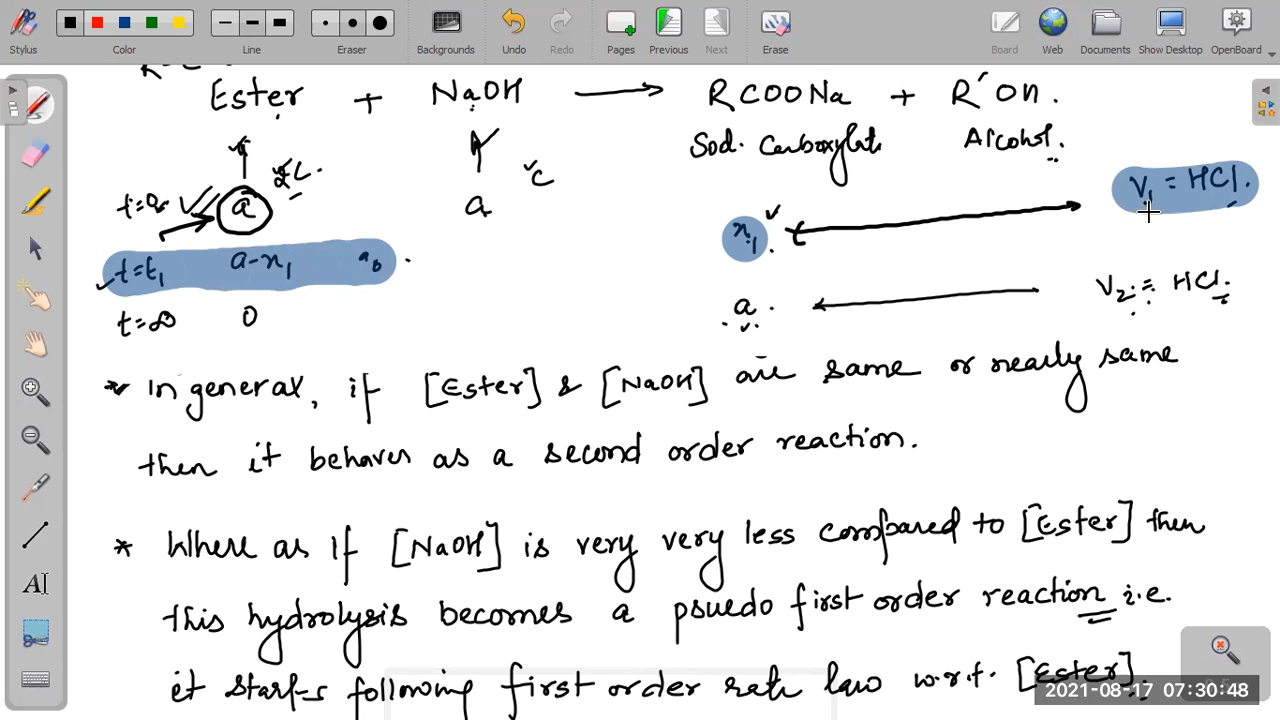 Stylus Color Line Eraser Backgrounds Undo Redo Pages Previous Next Erase Board Web Documents Show Desktop OpenBoard
Ester + NaOH → RCOONa + R'OH.
Sod. Carboxylate Alcohol.
t=0 a a
C
V₁ = HCl.
x₁ t
t=t₁ a-x₁
a V₂ = HCl.
t=∞ 0
* In general, if [Ester] & [NaOH] are same or nearly same
then it behaves as a second order reaction.
* Where as if [NaOH] is very very less compared to [Ester] then
this hydrolysis becomes a psuedo first order reaction i.e.
it starts following first order rate law w.r.t. [Ester].
2021-08-17 07:30:48